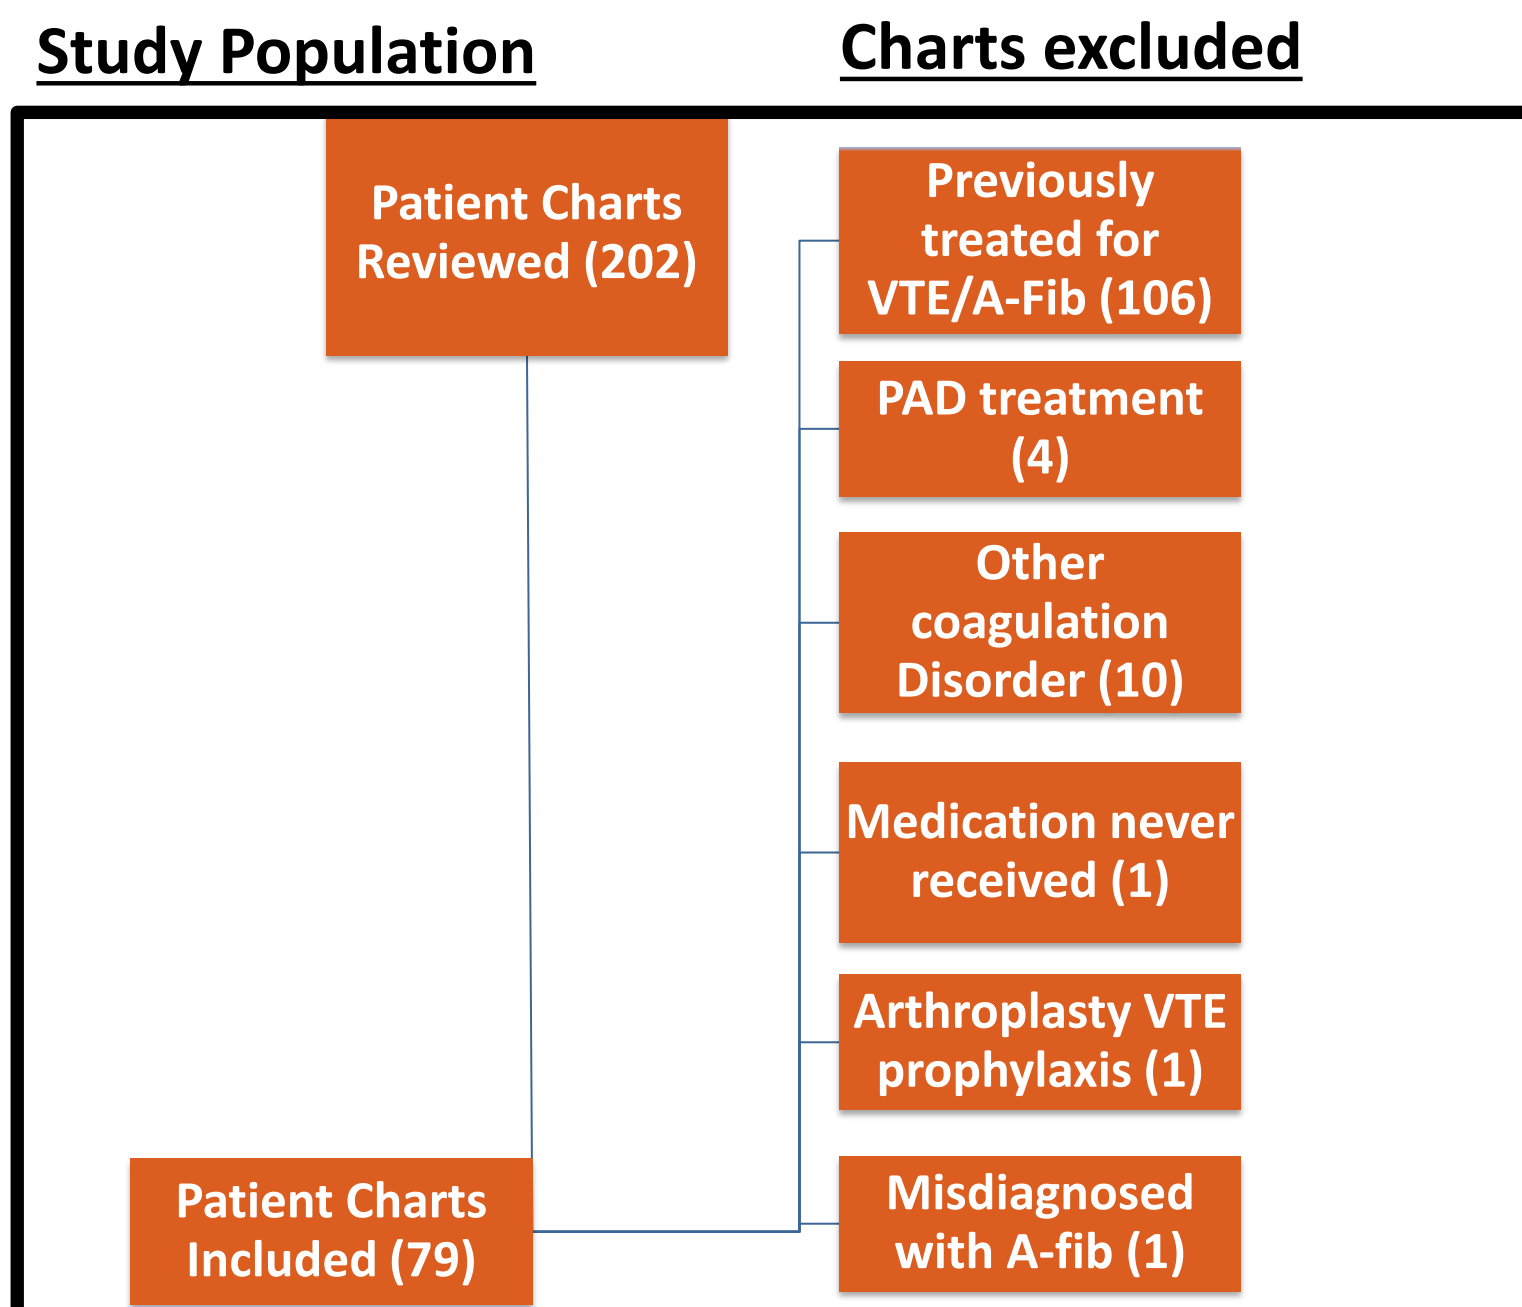 Study Population
Charts excluded
Patient Charts
Reviewed (202)
Previously
treated for
VTE/A-Fib (106)
PAD treatment
(4)
Other
coagulation
Disorder (10)
Medication never
received (1)
Arthroplasty VTE
prophylaxis (1)
Patient Charts
Included (79)
Misdiagnosed
with A-fib (1)